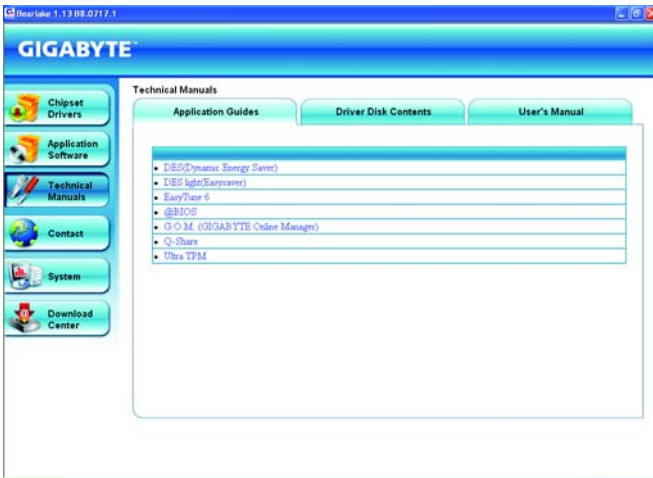 Bearlake 1.13 B8.0717.1
GIGABYTE™
Chipset
Drivers
Application
Software
Technical
Manuals
Contact
System
Download
Center
Technical Manuals
Application Guides
Driver Disk Contents
User's Manual
DES(Dynamic Energy Saver)
DES light(Easysaver)
EasyTune 6
@BIOS
G.O.M. (GIGABYTE Online Manager)
Q-Share
Ultra TPM